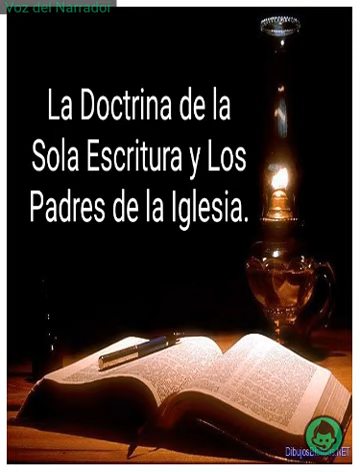 Voz del Narrador
La Doctrina de la
Sola Escritura y Los
Padres de la Iglesia.